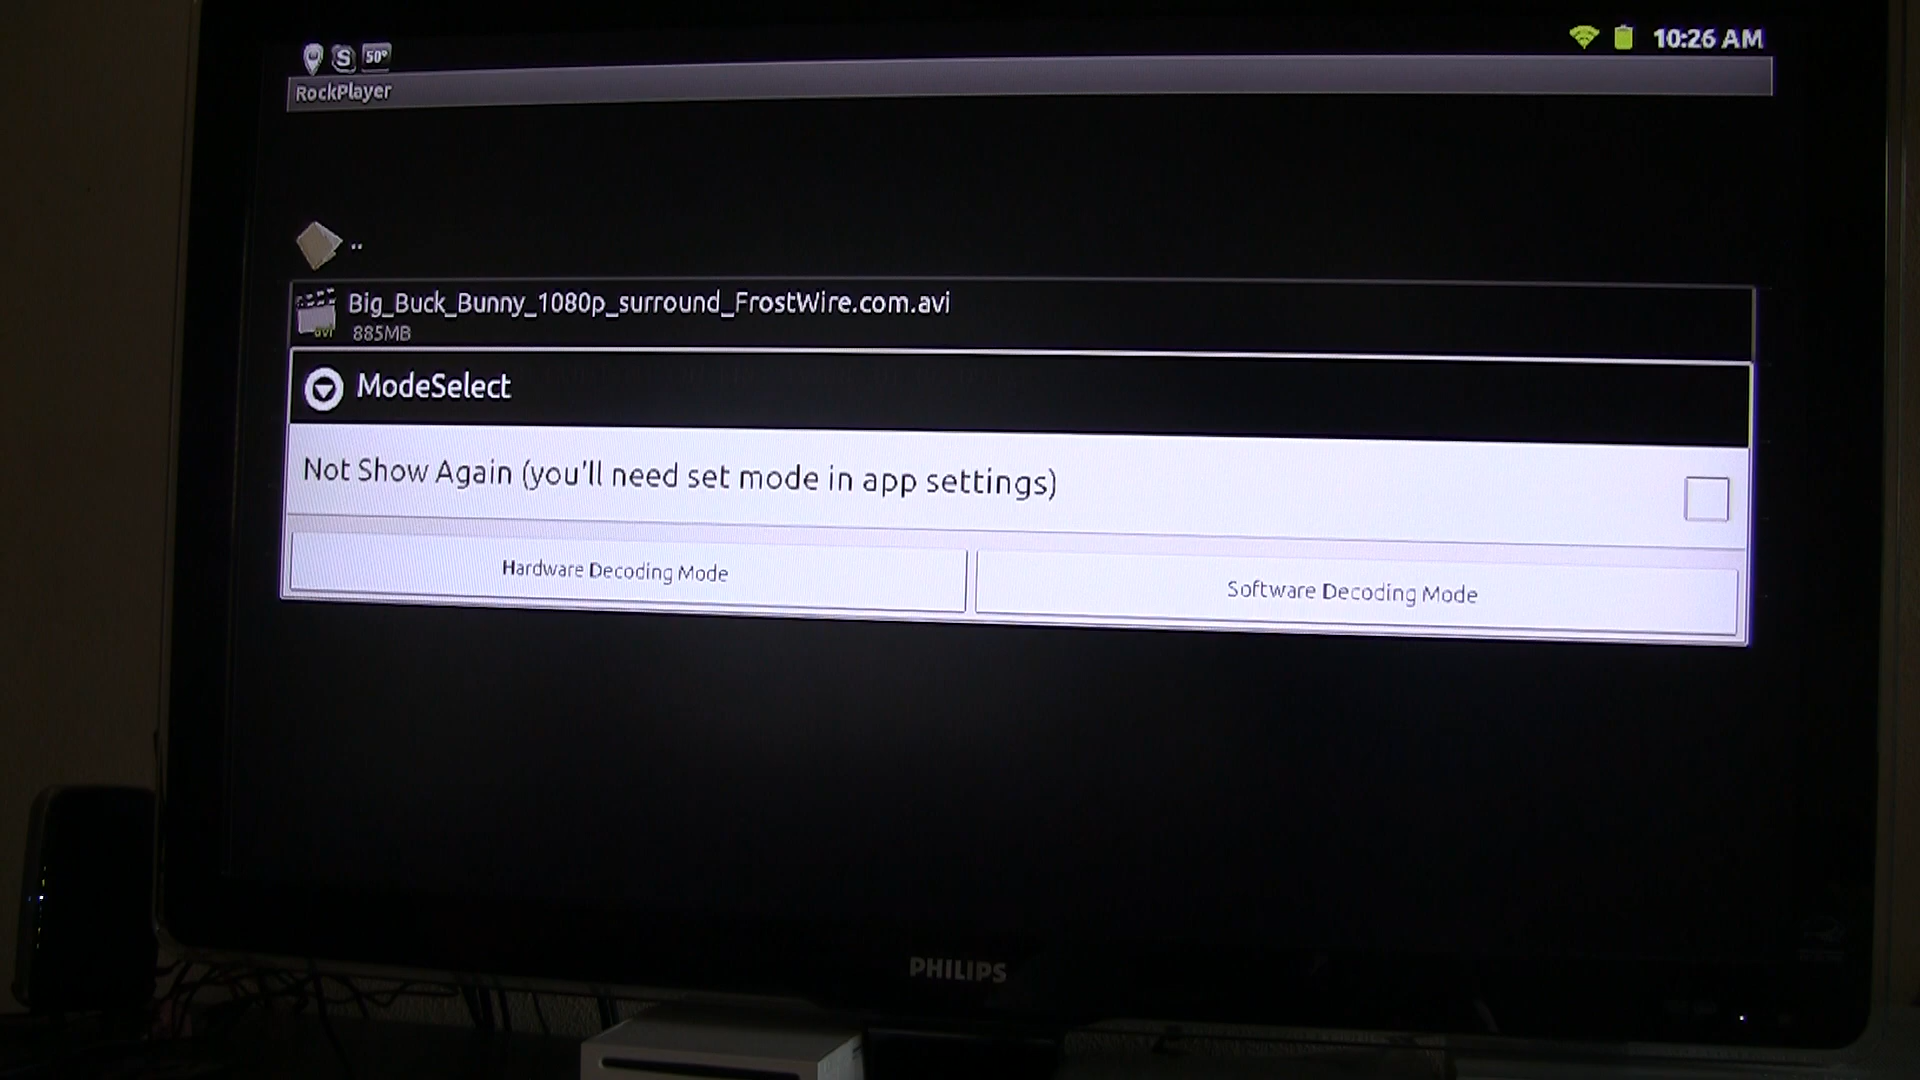 S 50° 10:26 AM
RockPlayer
..
Big_Buck_Bunny_1080p_surround_FrostWire.com.avi
avi
885MB
ModeSelect
Not Show Again (you'll need set mode in app settings)
Hardware Decoding Mode
Software Decoding Mode
PHILIPS